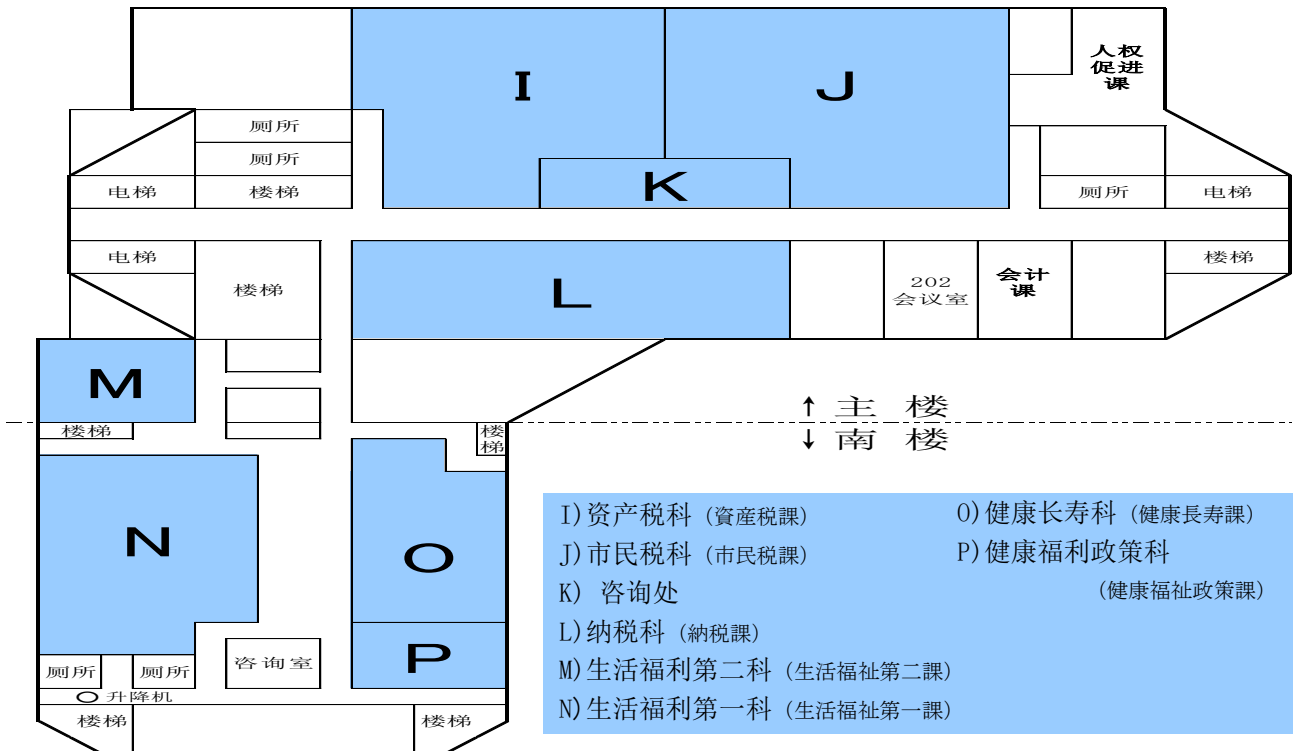 I
J
人权
促进
课
厕所
厕所
K
电梯
楼梯
厕所
电梯
电梯
楼梯
L
202
会议室
会计
课
楼梯
M
↑ 主 楼
楼梯
楼
梯
↓ 南 楼
N
O
I)资产税科 (資産税課)
J)市民税科 (市民税課)
K) 咨询处
L)纳税科 (納税課)
M)生活福利第二科 (生活福祉第二課)
N)生活福利第一科 (生活福祉第一課)
O)健康长寿科 (健康長寿課)
P)健康福利政策科
(健康福祉政策課)
厕所
厕所
咨询室
P
升降机
楼梯
楼梯